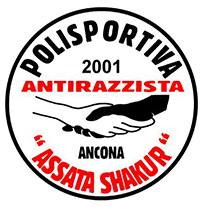 POLISPORTIVA
2001
ANTIRAZZISTA
ANCONA
"ASSATA SHAKUR"